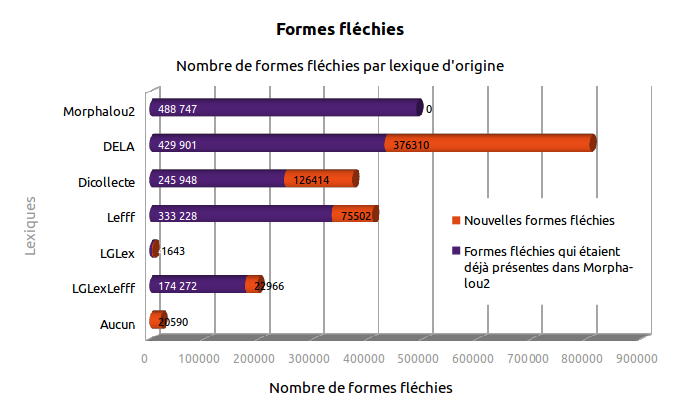 Formes fléchies
Nombre de formes fléchies par lexique d'origine
Lexiques
Morphalou2
488 747
0
DELA
429 901
376310
Dicollecte
245 948
126414
Lefff
333 228
75502
LGLex
1643
LGLexLefff
174 272
22966
Aucun
20590
Nouvelles formes fléchies
Formes fléchies qui étaient
déjà présentes dans Morpha-
lou2
0 100000 200000 300000 400000 500000 600000 700000 800000 900000
Nombre de formes fléchies